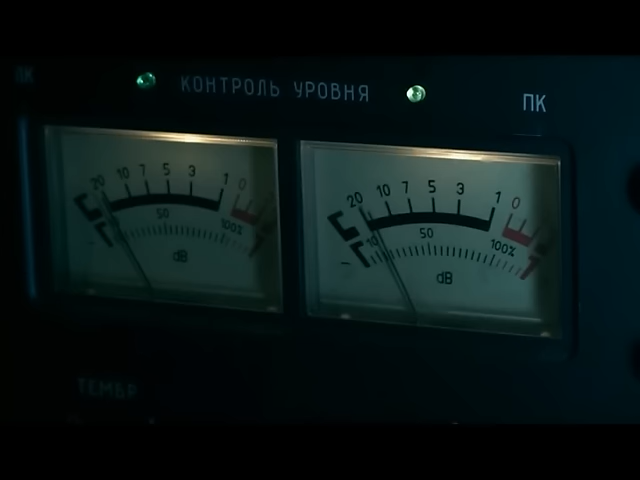 ПК
КОНТРОЛЬ УРОВНЯ
ПК
20 10 7 5 3 1 0
50 100%
dB
20 10 7 5 3 1 0
10 50 100%
dB
ТЕМБР